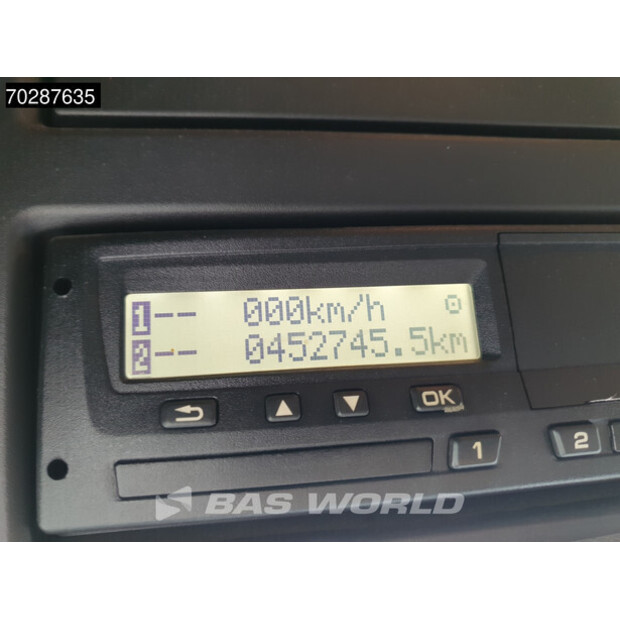 70287635
1-- 000km/h
2-- 0452745.5km
OK
1 2
BAS WORLD